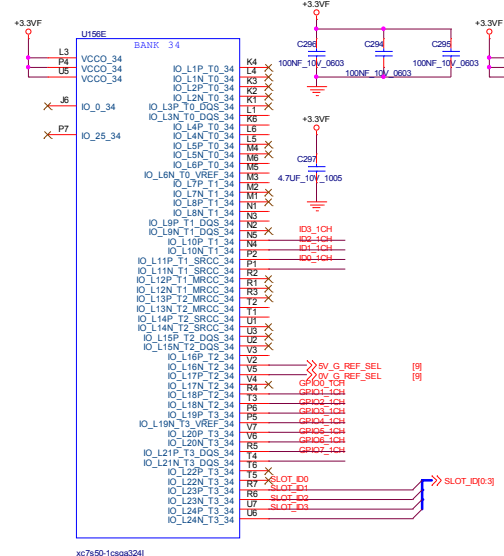 +3.3VF
+3.3VF
+3.3VF
U156E
BANK 34
L3 VCCO_34
P4 VCCO_34
U5 VCCO_34
J6 IO_0_34
P7 IO_25_34
IO_L1P_T0_34 K4
IO_L1N_T0_34 L4
IO_L2P_T0_34 K3
IO_L2N_T0_34 K2
IO_L3P_T0_DQS_34 K1
IO_L3N_T0_DQS_34 L1
IO_L4P_T0_34 K6
IO_L4N_T0_34 L6
IO_L5P_T0_34 L5
IO_L5N_T0_34 M4
IO_L6P_T0_34 M6
IO_L6N_T0_VREF_34 M5
IO_L7P_T1_34 M3
IO_L7N_T1_34 M2
IO_L8P_T1_34 M1
IO_L8N_T1_34 N1
IO_L9P_T1_DQS_34 N3
IO_L9N_T1_DQS_34 N2
IO_L10P_T1_34 N5
IO_L10N_T1_34 N4
IO_L11P_T1_SRCC_34 P2
IO_L11N_T1_SRCC_34 P1
IO_L12P_T1_MRCC_34 R2
IO_L12N_T1_MRCC_34 R1
IO_L13P_T2_MRCC_34 R3
IO_L13N_T2_MRCC_34 T2
IO_L14P_T2_SRCC_34 T1
IO_L14N_T2_SRCC_34 U1
IO_L15P_T2_DQS_34 U3
IO_L15N_T2_DQS_34 U2
IO_L16P_T2_34 V3
IO_L16N_T2_34 V2
IO_L17P_T2_34 V5
IO_L17N_T2_34 V4
IO_L18P_T2_34 R4
IO_L18N_T2_34 T3
IO_L19P_T3_34 P6
IO_L19N_T3_VREF_34 P5
IO_L20P_T3_34 V7
IO_L20N_T3_34 V6
IO_L21P_T3_DQS_34 R5
IO_L21N_T3_DQS_34 T4
IO_L22P_T3_34 T6
IO_L22N_T3_34 T5
IO_L23P_T3_34 R7
IO_L23N_T3_34 R6
IO_L24P_T3_34 U7
IO_L24N_T3_34 U6
xc7s50-1csga324I
C296
100NF_10V_0603
C294
100NF_10V_0603
C295
100NF_10V_0603
+3.3VF
C297
4.7UF_10V_1005
ID3_1CH
ID2_1CH
ID1_1CH
ID0_1CH
5V_G_REF_SEL [9]
0V_G_REF_SEL [9]
GPIO0_1CH
GPIO1_1CH
GPIO2_1CH
GPIO3_1CH
GPIO4_1CH
GPIO5_1CH
GPIO6_1CH
GPIO7_1CH
SLOT_ID0
SLOT_ID1
SLOT_ID2
SLOT_ID3
SLOT_ID[0:3]